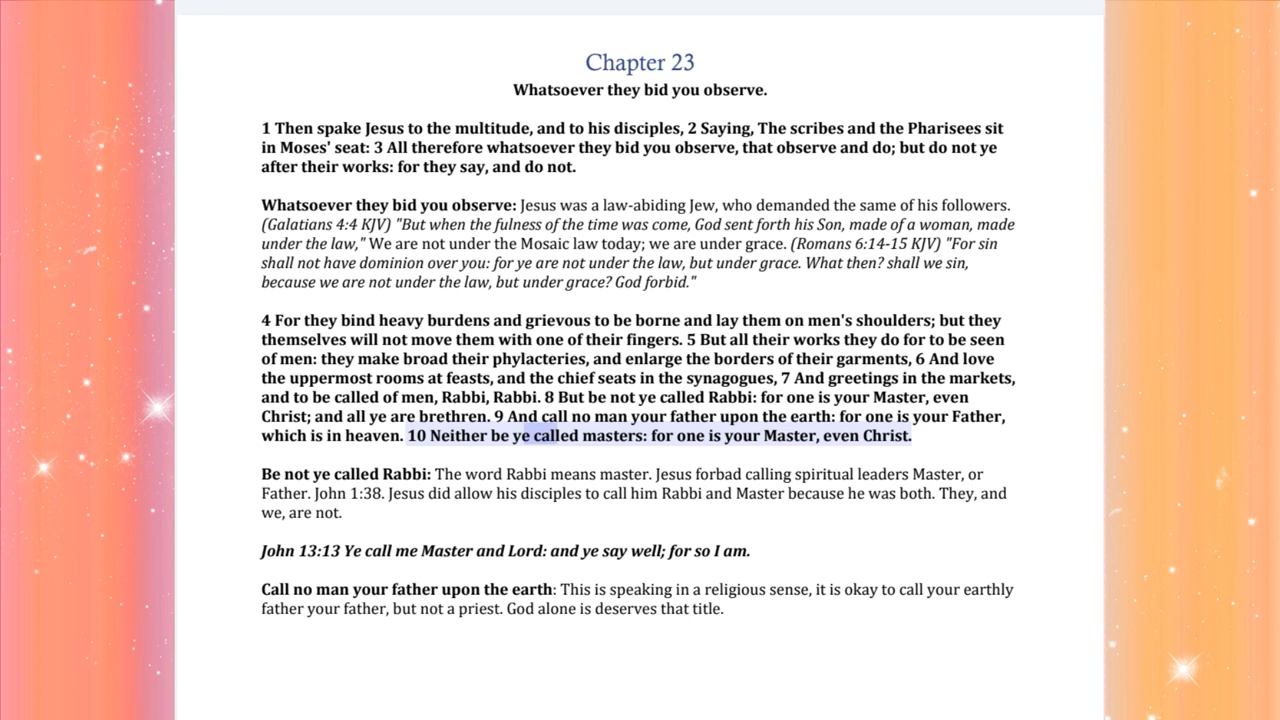 Chapter 23
Whatsoever they bid you observe.
1 Then spake Jesus to the multitude, and to his disciples, 2 Saying, The scribes and the Pharisees sit
in Moses' seat: 3 All therefore whatsoever they bid you observe, that observe and do; but do not ye
after their works: for they say, and do not.
Whatsoever they bid you observe: Jesus was a law-abiding Jew, who demanded the same of his followers.
(Galatians 4:4 KJV) "But when the fulness of the time was come, God sent forth his Son, made of a woman, made
under the law," We are not under the Mosaic law today; we are under grace. (Romans 6:14-15 KJV) "For sin
shall not have dominion over you: for ye are not under the law, but under grace. What then? shall we sin,
because we are not under the law, but under grace? God forbid."
4 For they bind heavy burdens and grievous to be borne and lay them on men's shoulders; but they
themselves will not move them with one of their fingers. 5 But all their works they do for to be seen
of men: they make broad their phylacteries, and enlarge the borders of their garments, 6 And love
the uppermost rooms at feasts, and the chief seats in the synagogues, 7 And greetings in the markets,
and to be called of men, Rabbi, Rabbi. 8 But be not ye called Rabbi: for one is your Master, even
Christ; and all ye are brethren. 9 And call no man your father upon the earth: for one is your Father,
which is in heaven. 10 Neither be ye called masters: for one is your Master, even Christ.
Be not ye called Rabbi: The word Rabbi means master. Jesus forbad calling spiritual leaders Master, or
Father. John 1:38. Jesus did allow his disciples to call him Rabbi and Master because he was both. They, and
we, are not.
John 13:13 Ye call me Master and Lord: and ye say well; for so I am.
Call no man your father upon the earth: This is speaking in a religious sense, it is okay to call your earthly
father your father, but not a priest. God alone is deserves that title.